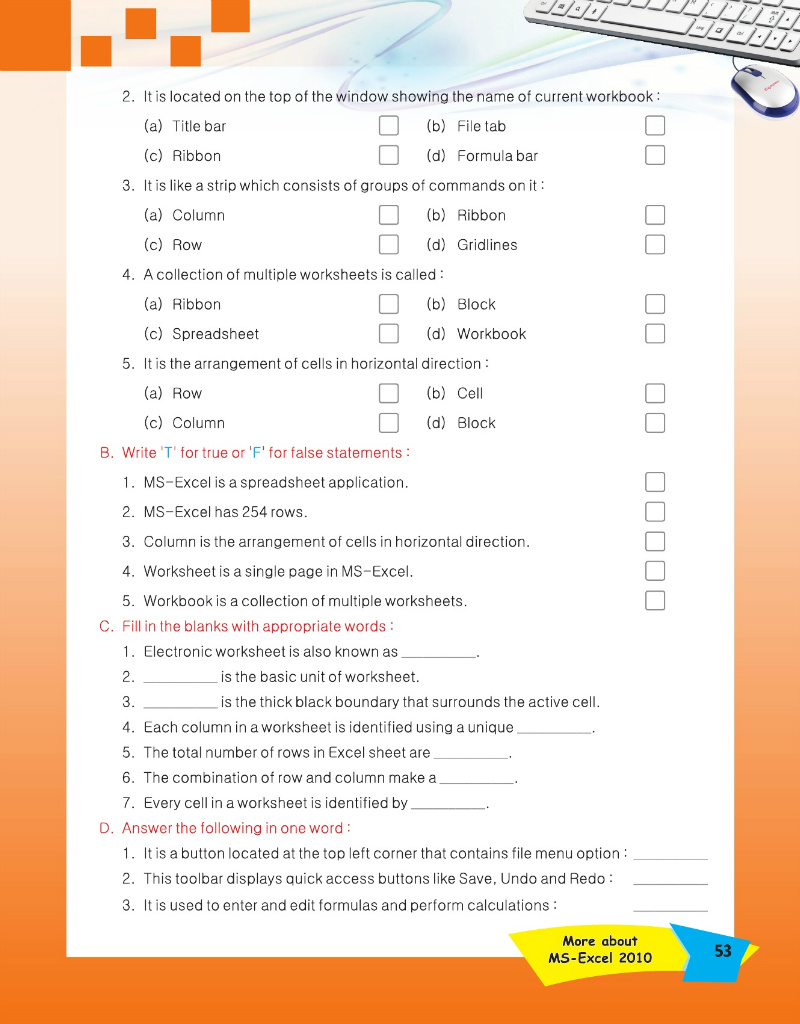 2. It is located on the top of the window showing the name of current workbook :
(a) Title bar (b) File tab
(c) Ribbon (d) Formula bar
3. It is like a strip which consists of groups of commands on it :
(a) Column (b) Ribbon
(c) Row (d) Gridlines
4. A collection of multiple worksheets is called :
(a) Ribbon (b) Block
(c) Spreadsheet (d) Workbook
5. It is the arrangement of cells in horizontal direction :
(a) Row (b) Cell
(c) Column (d) Block
B. Write 'T' for true or 'F' for false statements :
1. MS-Excel is a spreadsheet application.
2. MS-Excel has 254 rows.
3. Column is the arrangement of cells in horizontal direction.
4. Worksheet is a single page in MS-Excel.
5. Workbook is a collection of multiple worksheets.
C. Fill in the blanks with appropriate words :
1. Electronic worksheet is also known as __________.
2. __________ is the basic unit of worksheet.
3. __________ is the thick black boundary that surrounds the active cell.
4. Each column in a worksheet is identified using a unique __________.
5. The total number of rows in Excel sheet are __________.
6. The combination of row and column make a __________.
7. Every cell in a worksheet is identified by __________.
D. Answer the following in one word :
1. It is a button located at the top left corner that contains file menu option : __________
2. This toolbar displays quick access buttons like Save, Undo and Redo : __________
3. It is used to enter and edit formulas and perform calculations : __________
More about
MS-Excel 2010
53